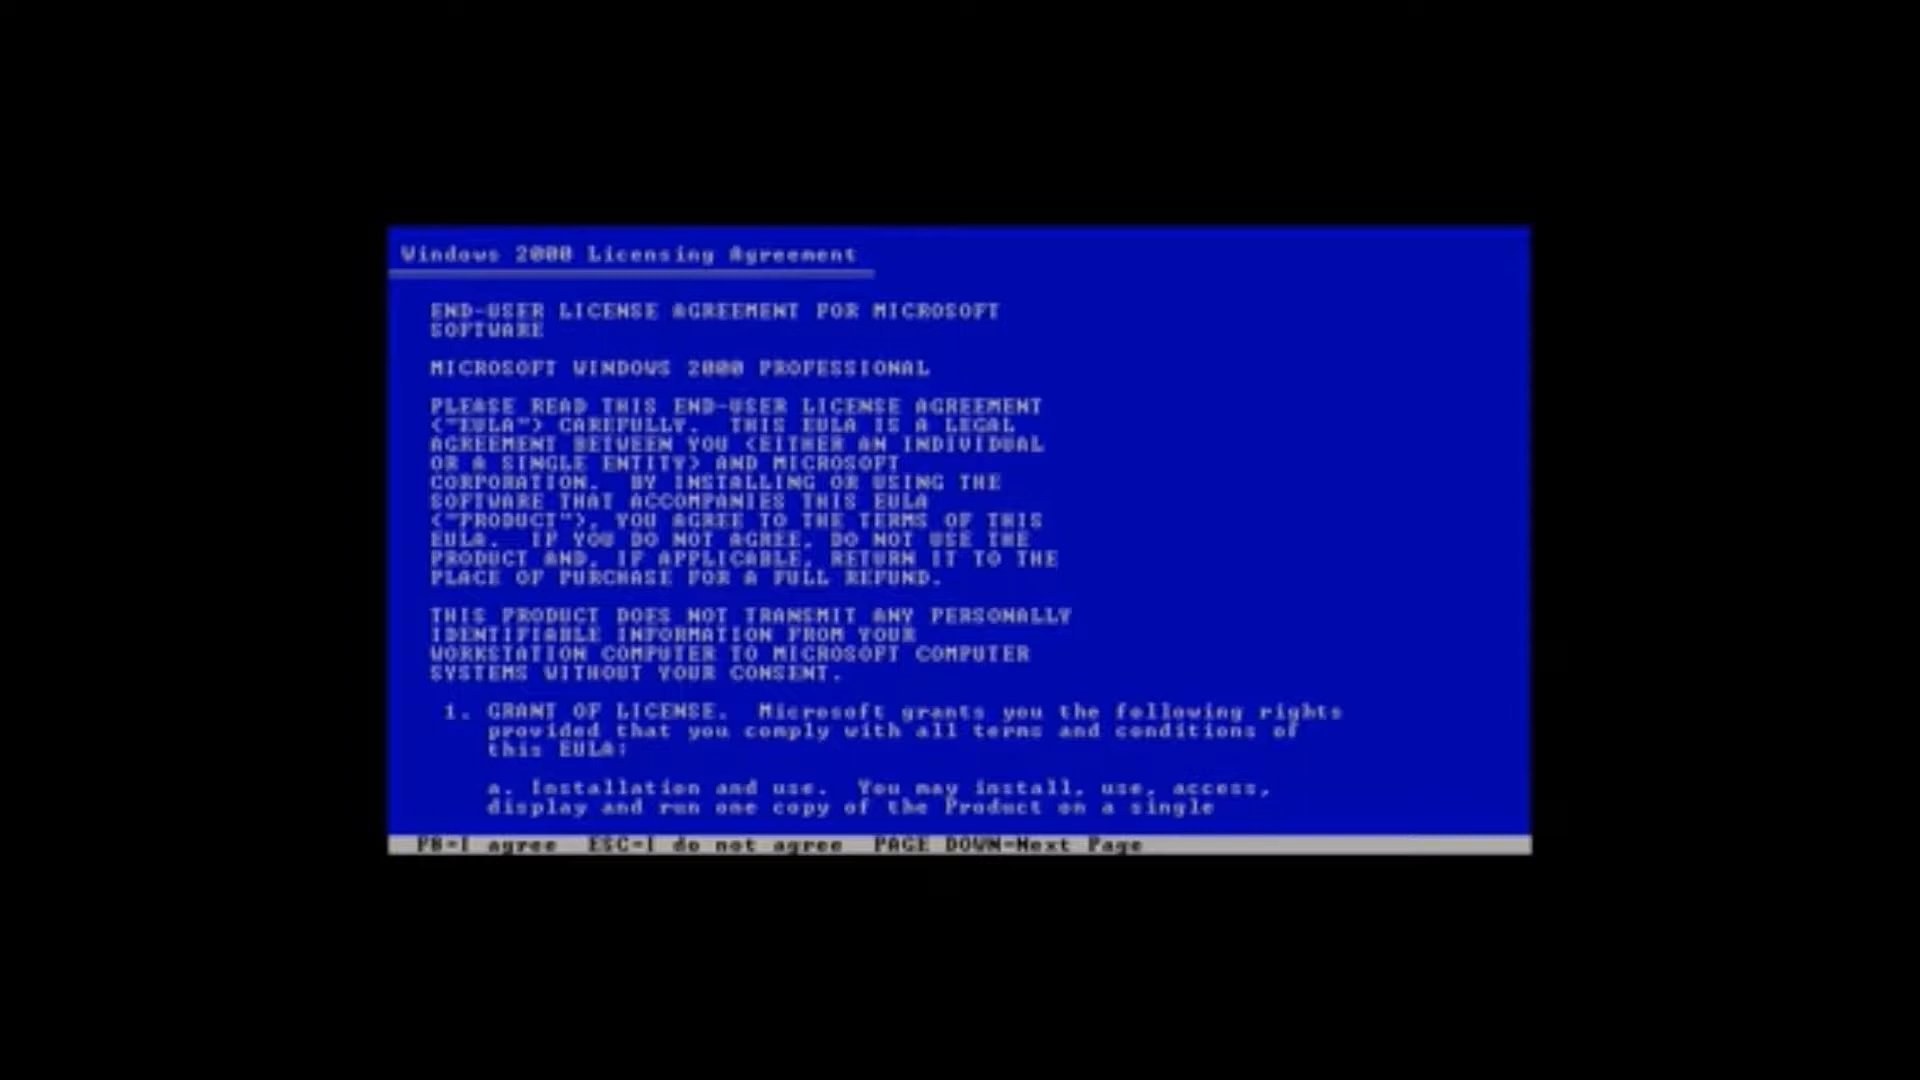 Windows 2000 Licensing Agreement
END-USER LICENSE AGREEMENT FOR MICROSOFT
SOFTWARE
MICROSOFT WINDOWS 2000 PROFESSIONAL
PLEASE READ THIS END-USER LICENSE AGREEMENT
("EULA") CAREFULLY.  THIS EULA IS A LEGAL
AGREEMENT BETWEEN YOU (EITHER AN INDIVIDUAL
OR A SINGLE ENTITY) AND MICROSOFT
CORPORATION.  BY INSTALLING OR USING THE
SOFTWARE THAT ACCOMPANIES THIS EULA
("PRODUCT"), YOU AGREE TO THE TERMS OF THIS
EULA.  IF YOU DO NOT AGREE, DO NOT USE THE
PRODUCT AND, IF APPLICABLE, RETURN IT TO THE
PLACE OF PURCHASE FOR A FULL REFUND.
THIS PRODUCT DOES NOT TRANSMIT ANY PERSONALLY
IDENTIFIABLE INFORMATION FROM YOUR
WORKSTATION COMPUTER TO MICROSOFT COMPUTER
SYSTEMS WITHOUT YOUR CONSENT.
1. GRANT OF LICENSE.  Microsoft grants you the following rights
provided that you comply with all terms and conditions of
this EULA:
a. Installation and use.  You may install, use, access,
display and run one copy of the Product on a single
F8=I agree  ESC=I do not agree  PAGE DOWN=Next Page